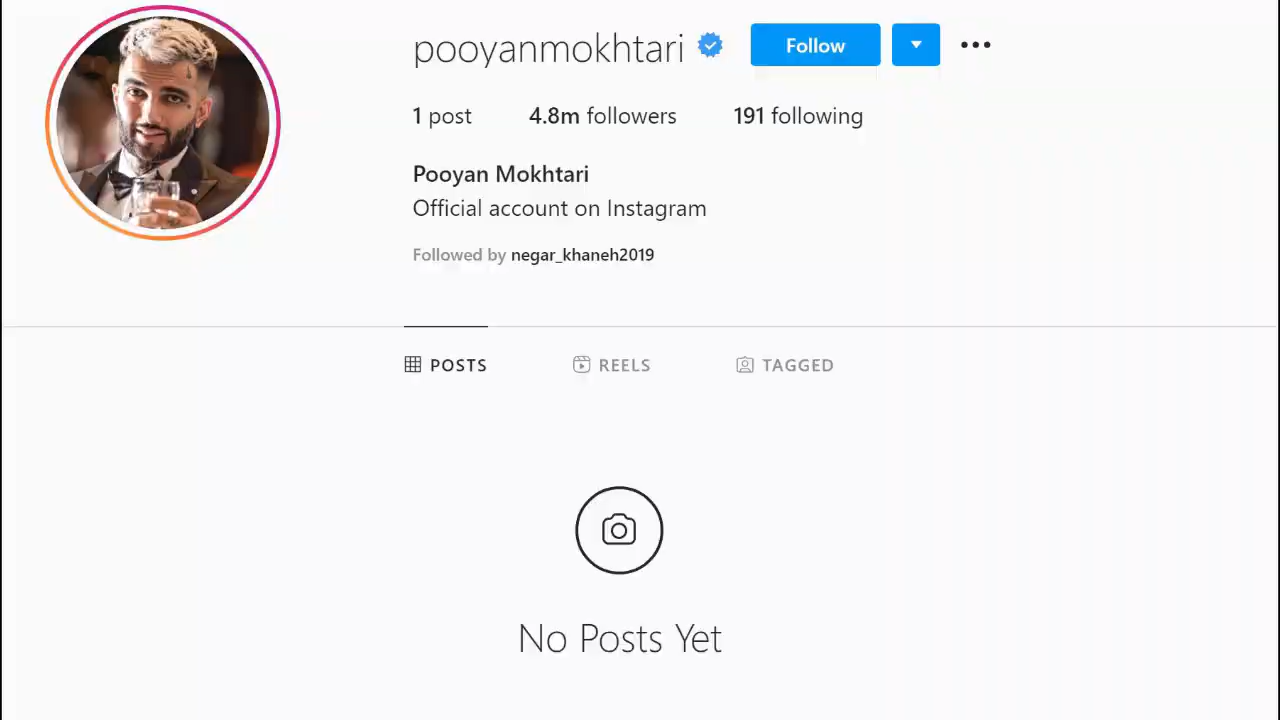 pooyanmokhtari Follow
1 post 4.8m followers 191 following
Pooyan Mokhtari
Official account on Instagram
Followed by negar_khaneh2019
POSTS REELS TAGGED
No Posts Yet